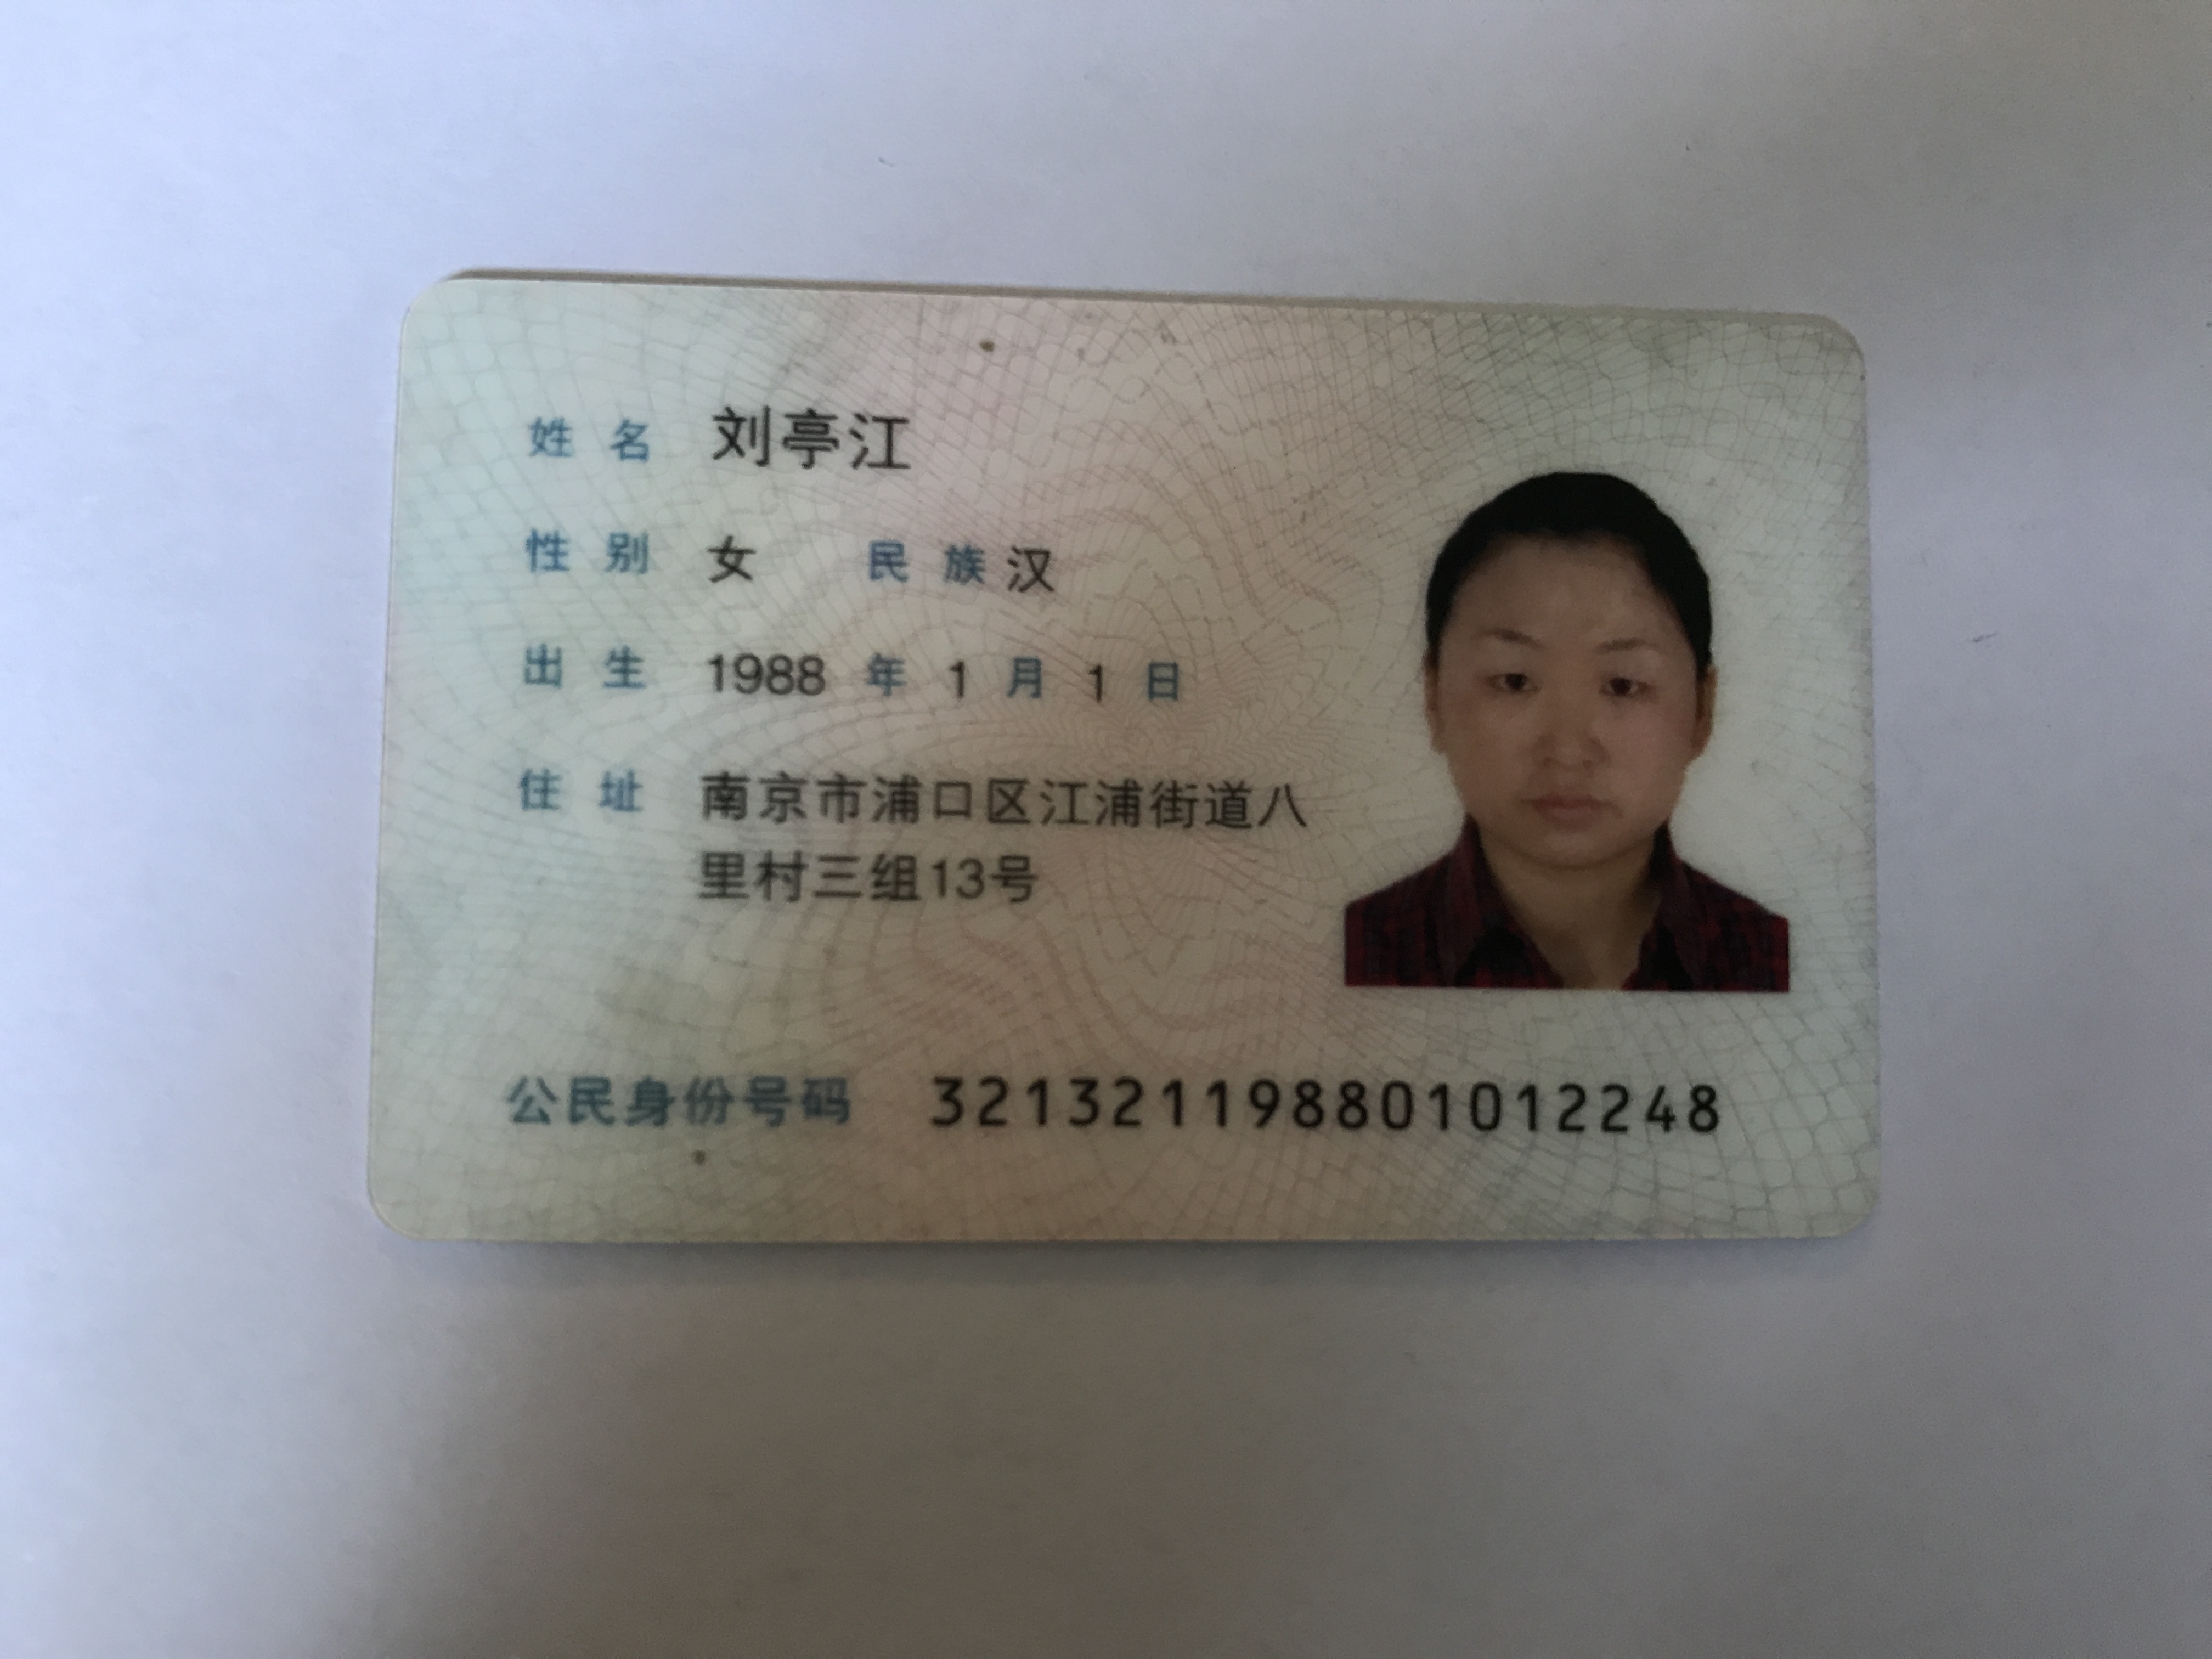 姓名 刘亭江
性别 女 民族 汉
出生 1988 年 1 月 1 日
住址 南京市浦口区江浦街道八
里村三组13号
公民身份号码 321321198801012248